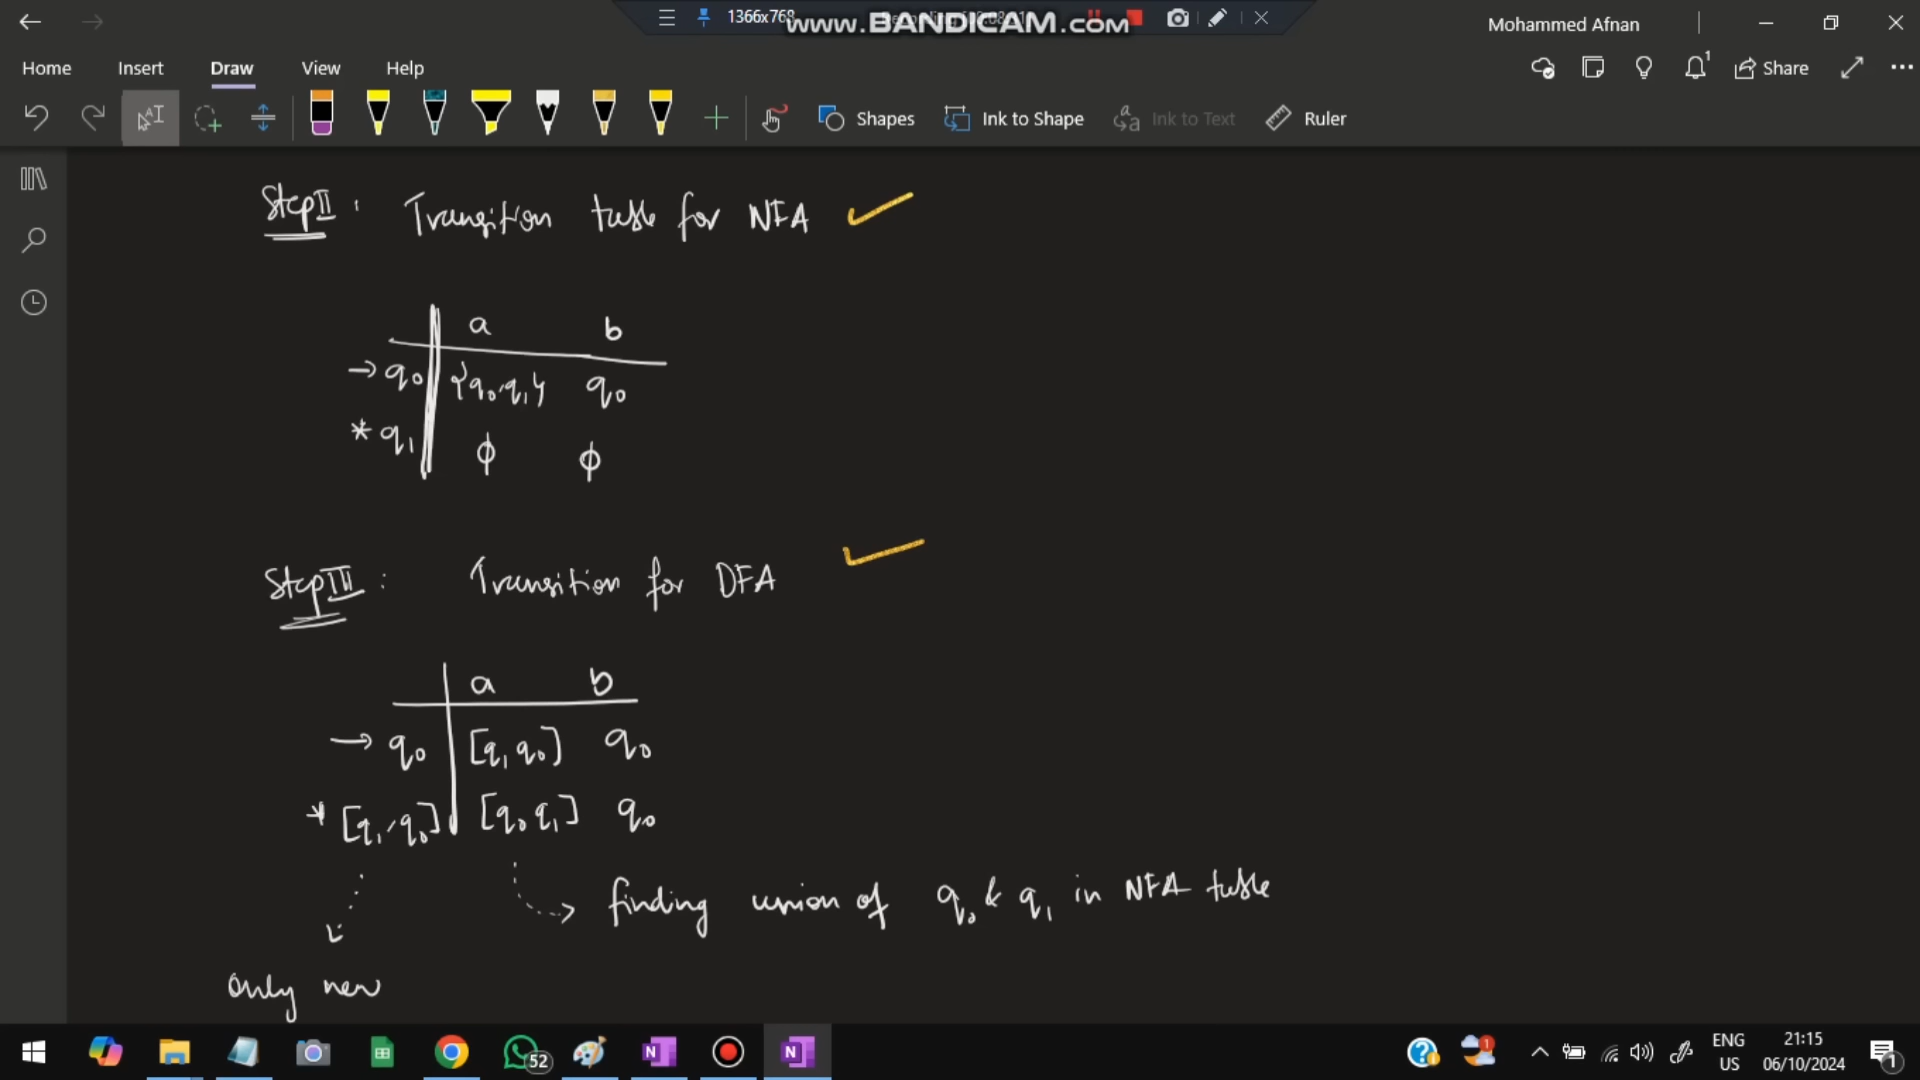 1366x768
www.BANDICAM.com
Mohammed Afnan
Home Insert Draw View Help
1
Share
Shapes
Ink to Shape
Ink to Text
Ruler
Step II : Transition table for NFA
a b
→ q0 {q0, q1} q0
* q1 ϕ ϕ
Step III : Transition for DFA
a b
→ q0 [q1 q0] q0
* [q1, q0] [q0 q1] q0
finding union of q0 & q1 in NFA table
Only new
52
1
ENG
US
21:15
06/10/2024
1